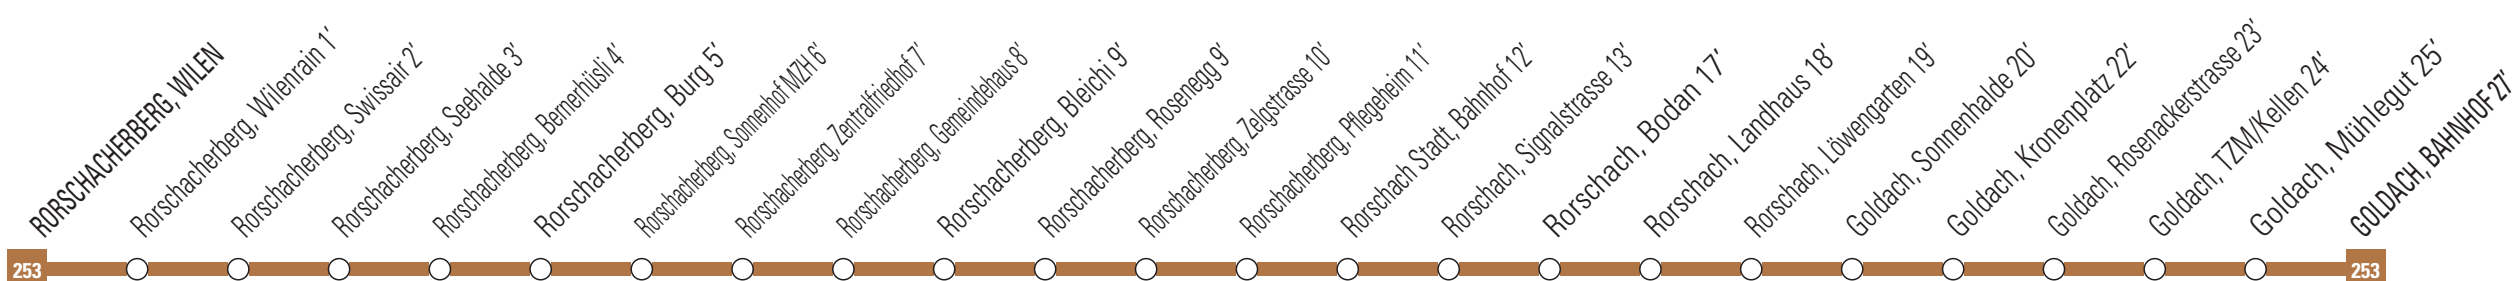 RORSCHACHERBERG, WILEN
Rorschacherberg, Wilenrain 1’
Rorschacherberg, Swissair 2’
Rorschacherberg, Seehalde 3’
Rorschacherberg, Bernerhüsli 4’
Rorschacherberg, Burg 5’
Rorschacherberg, Sonnenhof MZH 6’
Rorschacherberg, Zentralfriedhof 7’
Rorschacherberg, Gemeindehaus 8’
Rorschacherberg, Bleichi 9’
Rorschacherberg, Rosenegg 9’
Rorschacherberg, Zelgstrasse 10’
Rorschacherberg, Pflegeheim 11’
Rorschach Stadt, Bahnhof 12’
Rorschach, Signalstrasse 13’
Rorschach, Bodan 17’
Rorschach, Landhaus 18’
Rorschach, Löwengarten 19’
Goldach, Sonnenhalde 20’
Goldach, Kronenplatz 22’
Goldach, Rosenackerstrasse 23’
Goldach, TZM/Kellen 24’
Goldach, Mühlegut 25’
GOLDACH, BAHNHOF 27’
253
253